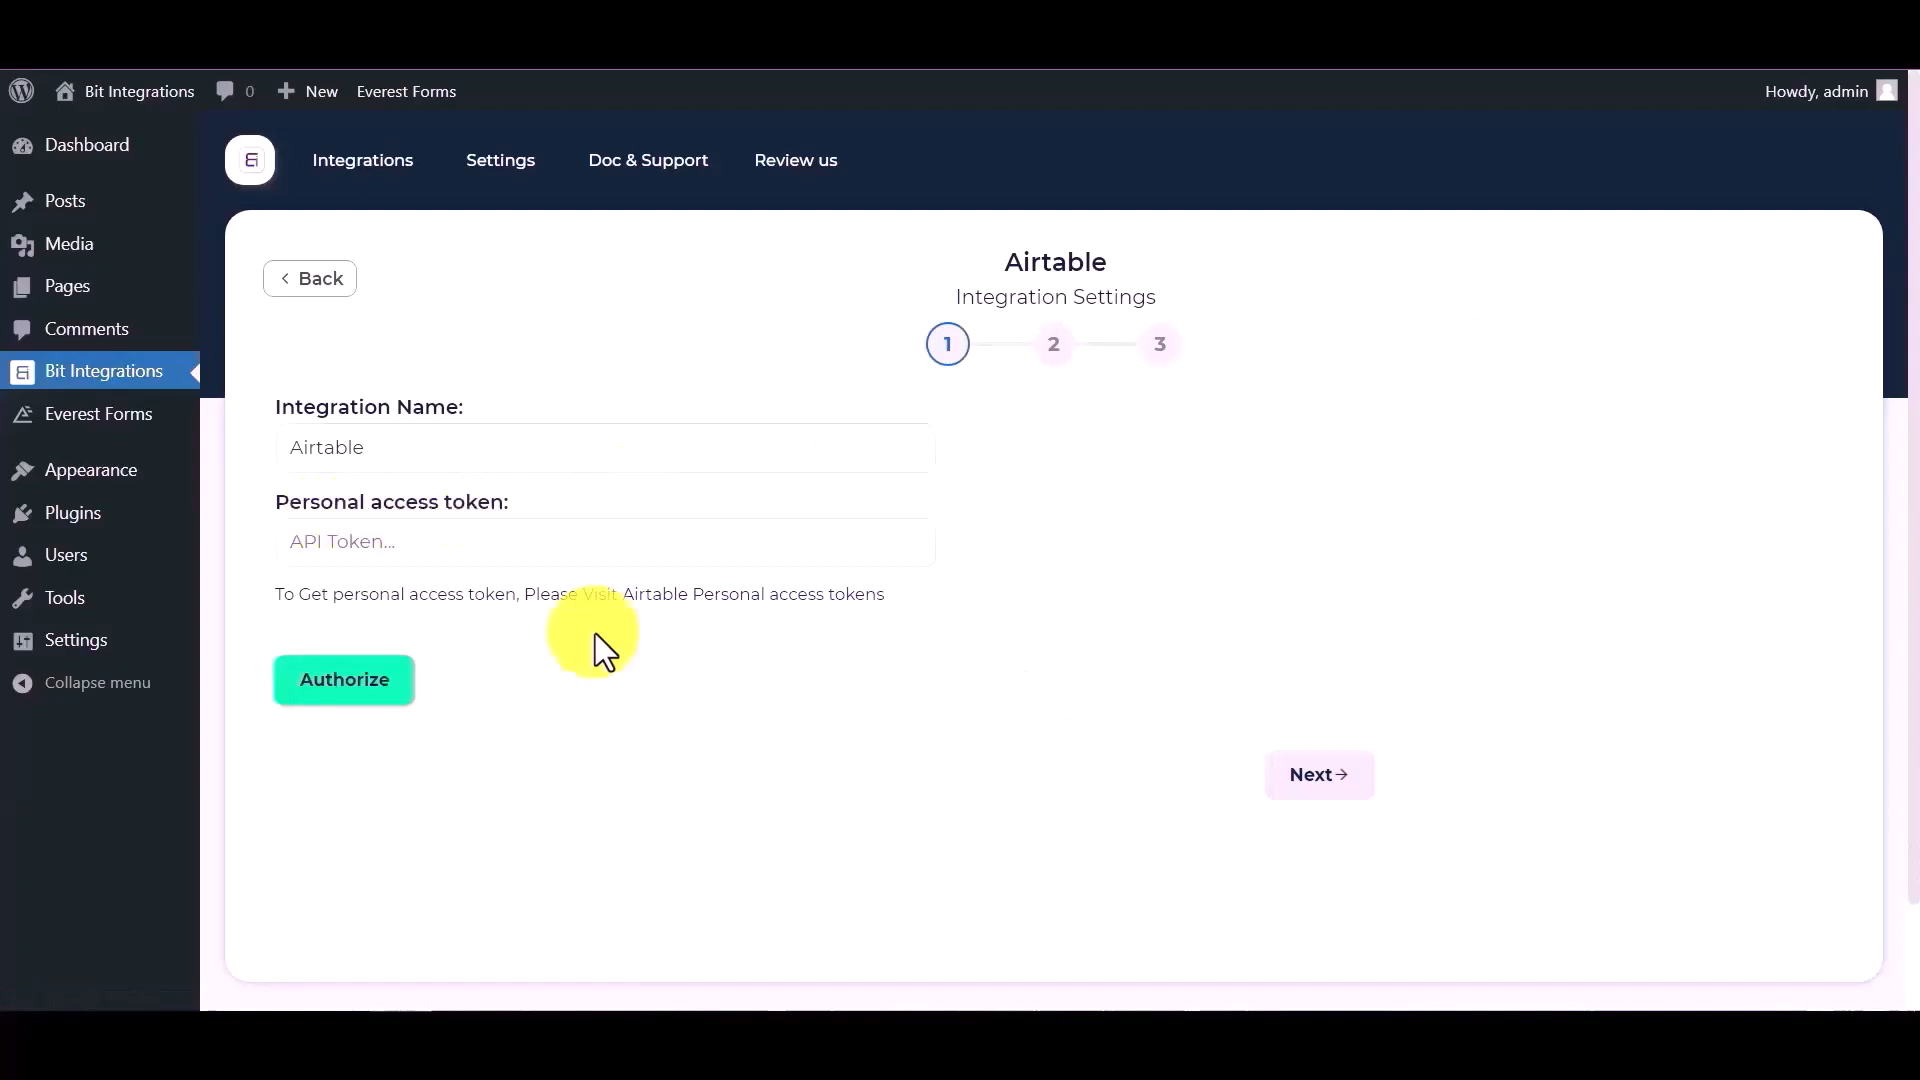 Bit Integrations
0
New
Everest Forms
Howdy, admin
Dashboard
Posts
Media
Pages
Comments
Bit Integrations
Everest Forms
Appearance
Plugins
Users
Tools
Settings
Collapse menu
Integrations
Settings
Doc & Support
Review us
Back
Airtable
Integration Settings
1
2
3
Integration Name:
Airtable
Personal access token:
API Token...
To Get personal access token, Please Visit Airtable Personal access tokens
Authorize
Next